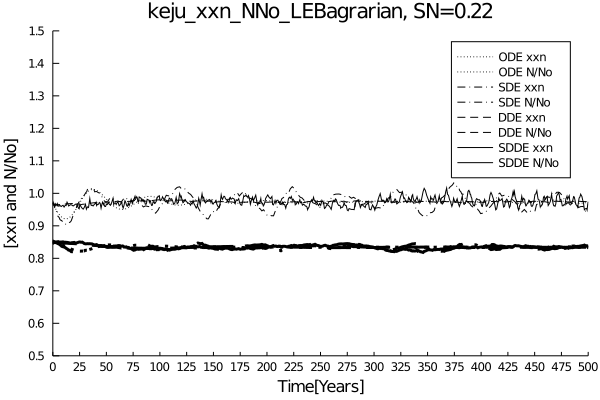 keju_xxn_NNo_LEBagrarian, SN=0.22
[xxn and N/No]
1.5
1.4
1.3
1.2
1.1
1.0
0.9
0.8
0.7
0.6
0.5
ODE xxn
ODE N/No
SDE xxn
SDE N/No
DDE xxn
DDE N/No
SDDE xxn
SDDE N/No
0 25 50 75 100 125 150 175 200 225 250 275 300 325 350 375 400 425 450 475 500
Time[Years]